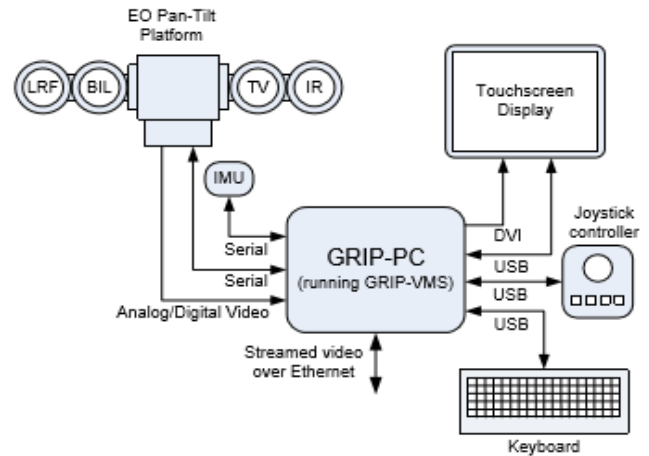 EO Pan-Tilt
Platform
LRF
BIL
TV
IR
Touchscreen
Display
IMU
Joystick
controller
Serial
GRIP-PC
(running GRIP-VMS)
DVI
Serial
USB
USB
Analog/Digital Video
USB
Streamed video
over Ethernet
Keyboard